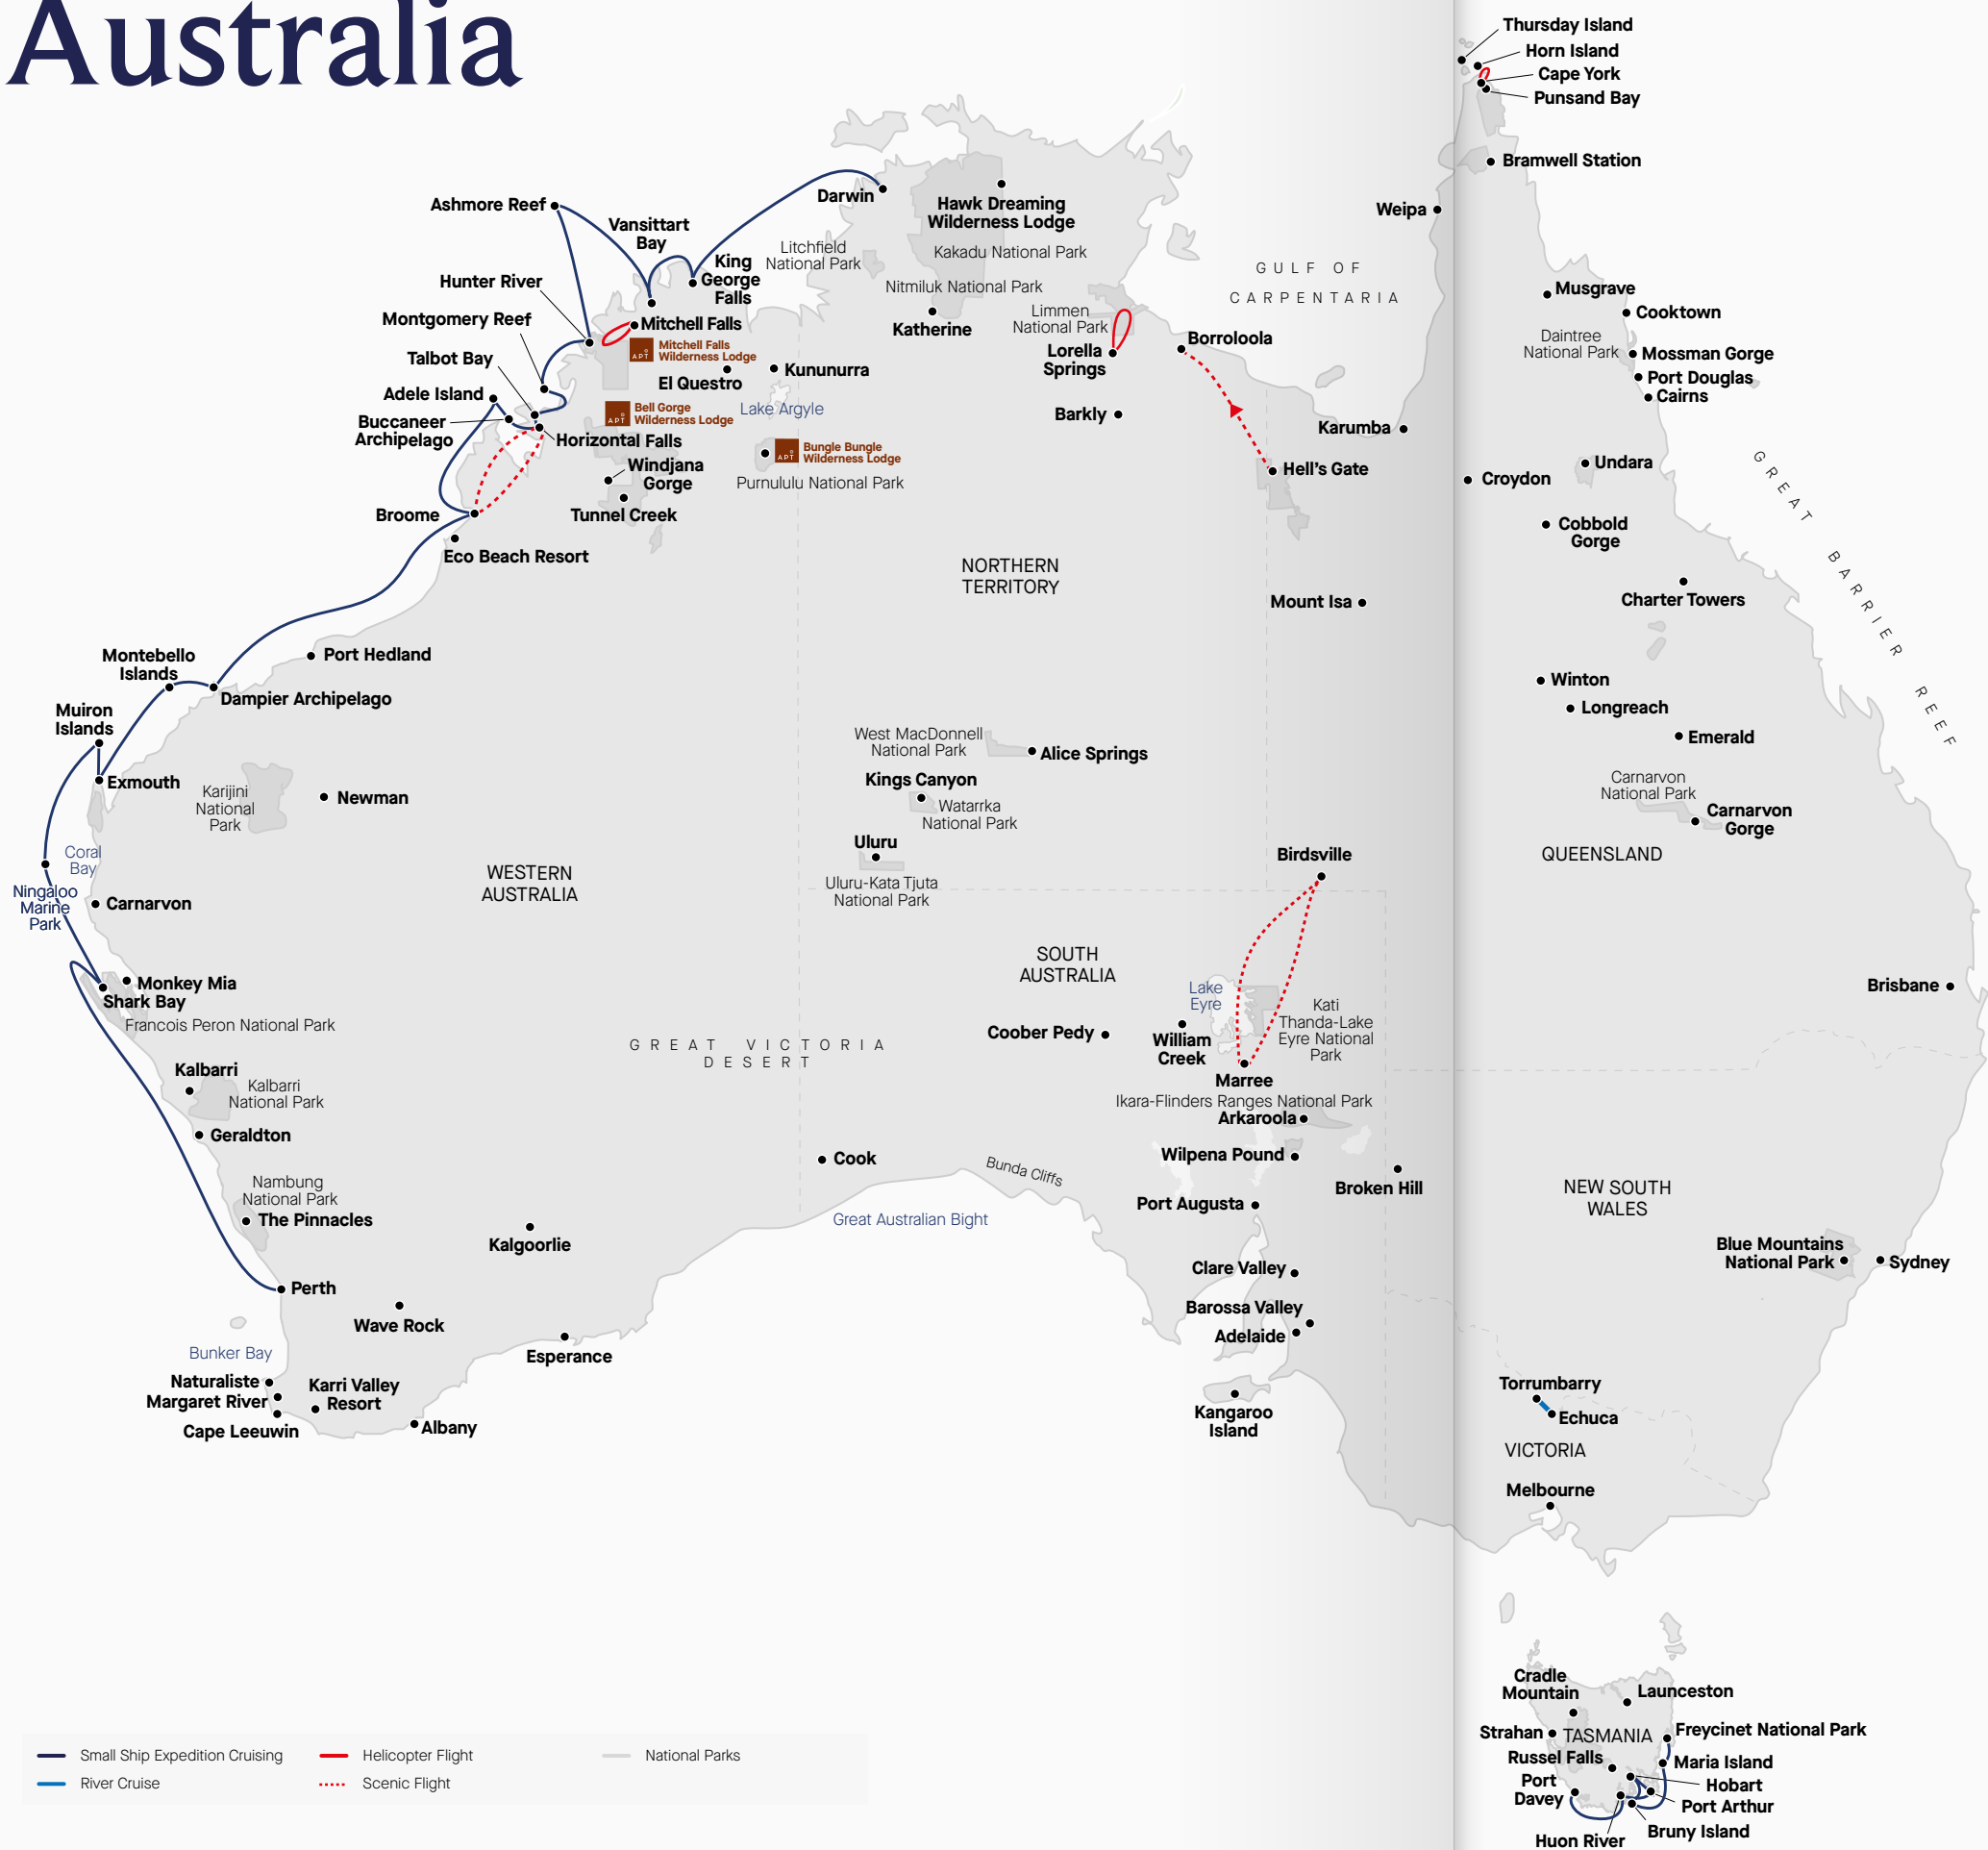 Australia
Thursday Island
Horn Island
Cape York
Punsand Bay
Bramwell Station
Weipa
Darwin
Hawk Dreaming
Wilderness Lodge
Kakadu National Park
Ashmore Reef
Vansittart
Bay
Litchfield
National Park
King
George
Falls
Nitmiluk National Park
Katherine
Hunter River
Montgomery Reef
Mitchell Falls
APT
Mitchell Falls
Wilderness Lodge
Talbot Bay
El Questro
Kununurra
Adele Island
Buccaneer
Archipelago
APT
Bell Gorge
Wilderness Lodge
Lake Argyle
Horizontal Falls
APT
Bungle Bungle
Wilderness Lodge
Windjana
Gorge
Purnululu National Park
Tunnel Creek
Broome
Eco Beach Resort
GULF OF
CARPENTARIA
Limmen
National Park
Lorella
Springs
Borroloola
Barkly
Karumba
Hell's Gate
Musgrave
Cooktown
Daintree
National Park
Mossman Gorge
Port Douglas
Cairns
Undara
Croydon
Cobbold
Gorge
GREAT BARRIER REEF
NORTHERN
TERRITORY
Mount Isa
Charter Towers
Port Hedland
Montebello
Islands
Dampier Archipelago
Muiron
Islands
Exmouth
Karijini
National
Park
Newman
Winton
Longreach
Emerald
West MacDonnell
National Park
Alice Springs
Kings Canyon
Watarrka
National Park
Uluru
Uluru-Kata Tjuta
National Park
Carnarvon
National Park
Carnarvon
Gorge
QUEENSLAND
Birdsville
Coral
Bay
Ningaloo
Marine
Park
Carnarvon
WESTERN
AUSTRALIA
Monkey Mia
Shark Bay
Francois Peron National Park
SOUTH
AUSTRALIA
Lake
Eyre
Kati
Thanda-Lake
Eyre National
Park
Coober Pedy
William
Creek
Marree
Brisbane
GREAT VICTORIA
DESERT
Kalbarri
Kalbarri
National Park
Geraldton
Ikara-Flinders Ranges National Park
Arkaroola
Cook
Bunda Cliffs
Wilpena Pound
Broken Hill
NEW SOUTH
WALES
Nambung
National Park
The Pinnacles
Kalgoorlie
Great Australian Bight
Port Augusta
Blue Mountains
National Park
Sydney
Perth
Wave Rock
Clare Valley
Barossa Valley
Adelaide
Bunker Bay
Esperance
Naturaliste
Margaret River
Cape Leeuwin
Karri Valley
Resort
Albany
Kangaroo
Island
Torrumbarry
Echuca
VICTORIA
Melbourne
Cradle
Mountain
Launceston
Strahan
TASMANIA
Freycinet National Park
Russel Falls
Maria Island
Port
Davey
Hobart
Port Arthur
Bruny Island
Huon River
Small Ship Expedition Cruising
Helicopter Flight
National Parks
River Cruise
Scenic Flight